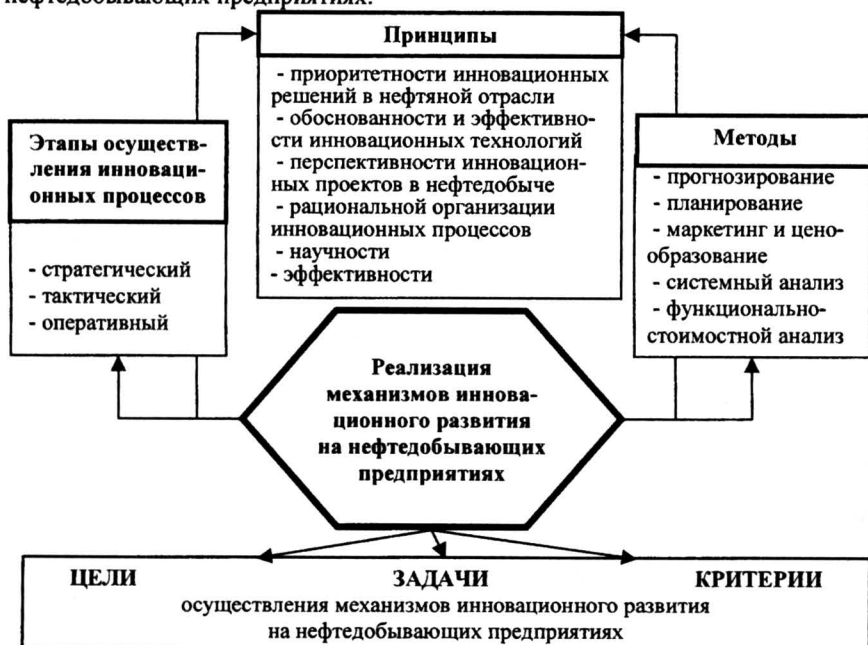 нефтедобывающих предприятиях.
Принципы
- приоритетности инновационных
решений в нефтяной отрасли
- обоснованности и эффективно-
сти инновационных технологий
- перспективности инновацион-
ных проектов в нефтедобыче
- рациональной организации
инновационных процессов
- научности
- эффективности
Этапы осуществ-
ления инноваци-
онных процессов
- стратегический
- тактический
- оперативный
Методы
- прогнозирование
- планирование
- маркетинг и цено-
образование
- системный анализ
- функционально-
стоимостной анализ
Реализация
механизмов иннова-
ционного развития
на нефтедобывающих
предприятиях
ЦЕЛИ ЗАДАЧИ КРИТЕРИИ
осуществления механизмов инновационного развития
на нефтедобывающих предприятиях